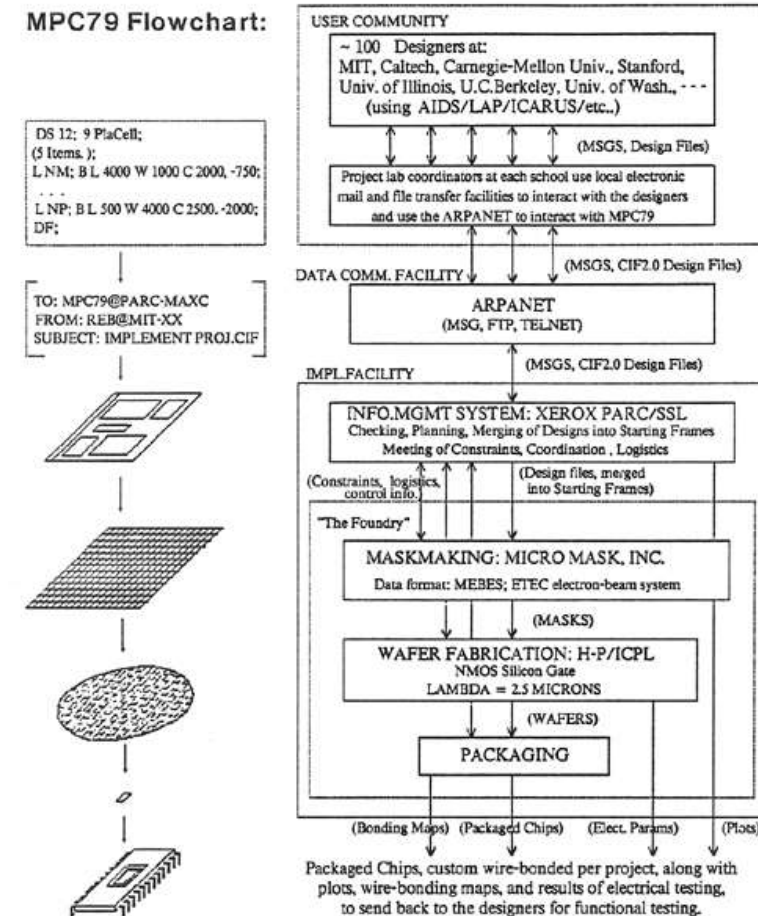 MPC79 Flowchart:
DS 12; 9 PlaCell;
(5 Items. );
L NM; B L 4000 W 1000 C 2000, -750;
. . . .
L NP; B L 500 W 4000 C 2500. -2000;
DF;
TO: MPC79@PARC-MAXC
FROM: REB@MIT-XX
SUBJECT: IMPLEMENT PROJ.CIF
USER COMMUNITY
~ 100 Designers at:
MIT, Caltech, Carnegie-Mellon Univ., Stanford,
Univ. of Illinois, U.C.Berkeley, Univ. of Wash., - - -
(using AIDS/LAP/ICARUS/etc..)
(MSGS, Design Files)
Project lab coordinators at each school use local electronic
mail and file transfer facilities to interact with the designers
and use the ARPANET to interact with MPC79
(MSGS, CIF2.0 Design Files)
DATA COMM. FACILITY
ARPANET
(MSG, FTP, TELNET)
(MSGS, CIF2.0 Design Files)
IMPL.FACILITY
INFO.MGMT SYSTEM: XEROX PARC/SSL
Checking, Planning, Merging of Designs into Starting Frames
Meeting of Constraints, Coordination , Logistics
(Constraints, logistics,
control info.)
(Design files, merged
into Starting Frames)
"The Foundry"
MASKMAKING: MICRO MASK, INC.
Data format: MEBES; ETEC electron-beam system
(MASKS)
WAFER FABRICATION: H-P/ICPL
NMOS Silicon Gate
LAMBDA = 2.5 MICRONS
(WAFERS)
PACKAGING
(Bonding Maps) (Packaged Chips) (Elect. Params) (Plots)
Packaged Chips, custom wire-bonded per project, along with
plots, wire-bonding maps, and results of electrical testing,
to send back to the designers for functional testing.